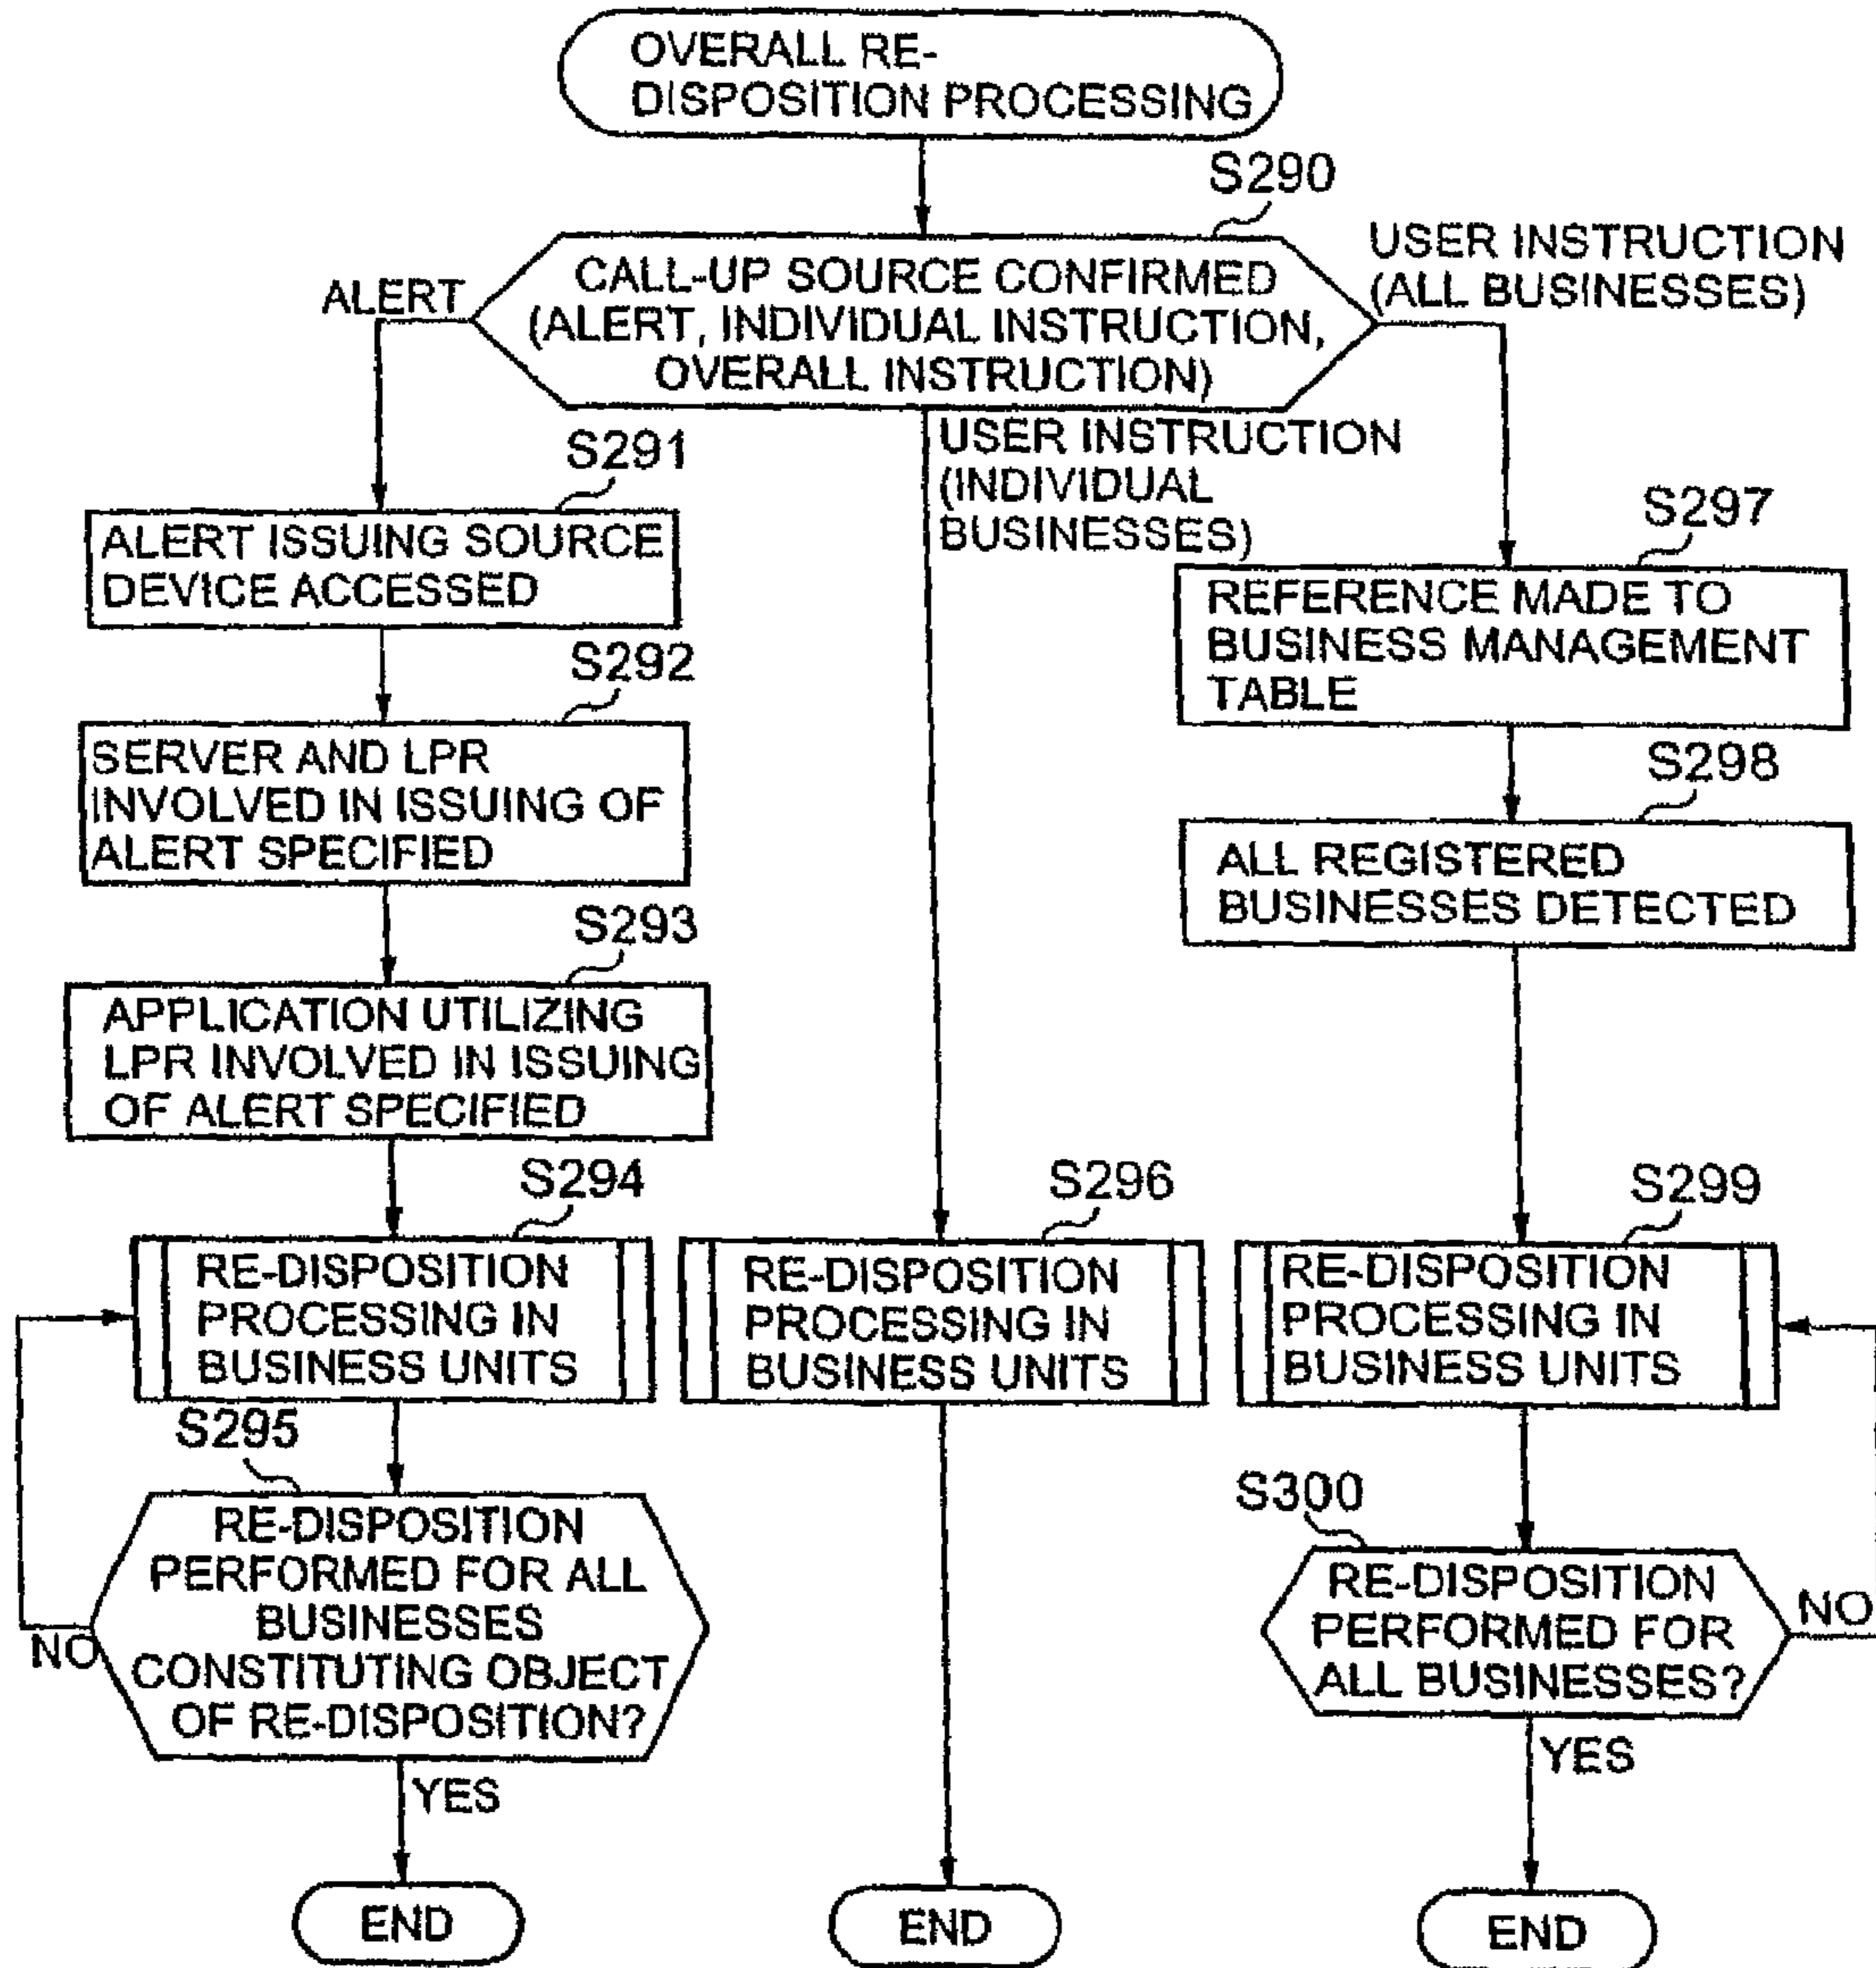 OVERALL RE-
DISPOSITION PROCESSING
S290
CALL-UP SOURCE CONFIRMED
(ALERT, INDIVIDUAL INSTRUCTION,
OVERALL INSTRUCTION)
ALERT
USER INSTRUCTION
(ALL BUSINESSES)
USER INSTRUCTION
(INDIVIDUAL
BUSINESSES)
S291
ALERT ISSUING SOURCE
DEVICE ACCESSED
S292
SERVER AND LPR
INVOLVED IN ISSUING OF
ALERT SPECIFIED
S293
APPLICATION UTILIZING
LPR INVOLVED IN ISSUING
OF ALERT SPECIFIED
S294
RE-DISPOSITION
PROCESSING IN
BUSINESS UNITS
S295
RE-DISPOSITION
PERFORMED FOR ALL
BUSINESSES
CONSTITUTING OBJECT
OF RE-DISPOSITION?
NO
YES
END
S296
RE-DISPOSITION
PROCESSING IN
BUSINESS UNITS
END
S297
REFERENCE MADE TO
BUSINESS MANAGEMENT
TABLE
S298
ALL REGISTERED
BUSINESSES DETECTED
S299
RE-DISPOSITION
PROCESSING IN
BUSINESS UNITS
S300
RE-DISPOSITION
PERFORMED FOR
ALL BUSINESSES?
NO
YES
END